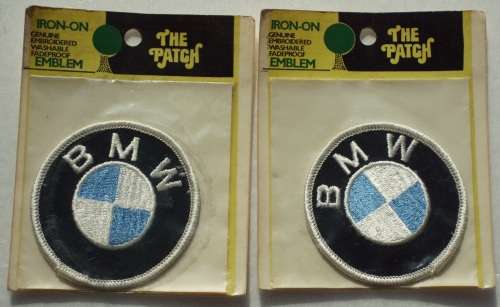 IRON-ON
GENUINE
EMBROIDERED
WASHABLE
FADEPROOF
EMBLEM
THE
PATCH
BMW
IRON-ON
GENUINE
EMBROIDERED
WASHABLE
FADEPROOF
EMBLEM
THE
PATCH
BMW